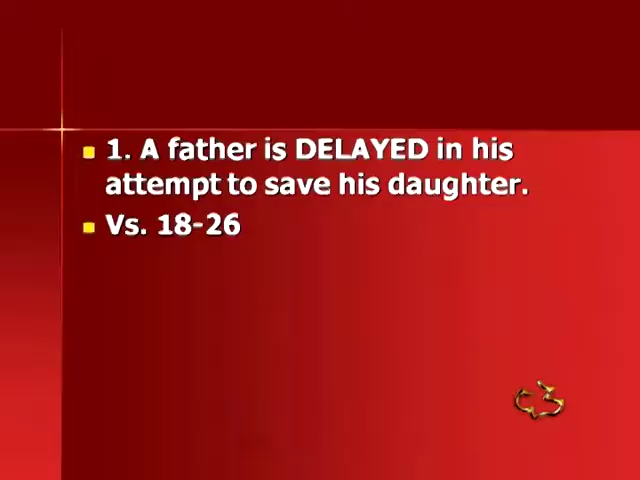 1. A father is DELAYED in his
attempt to save his daughter.
Vs. 18-26